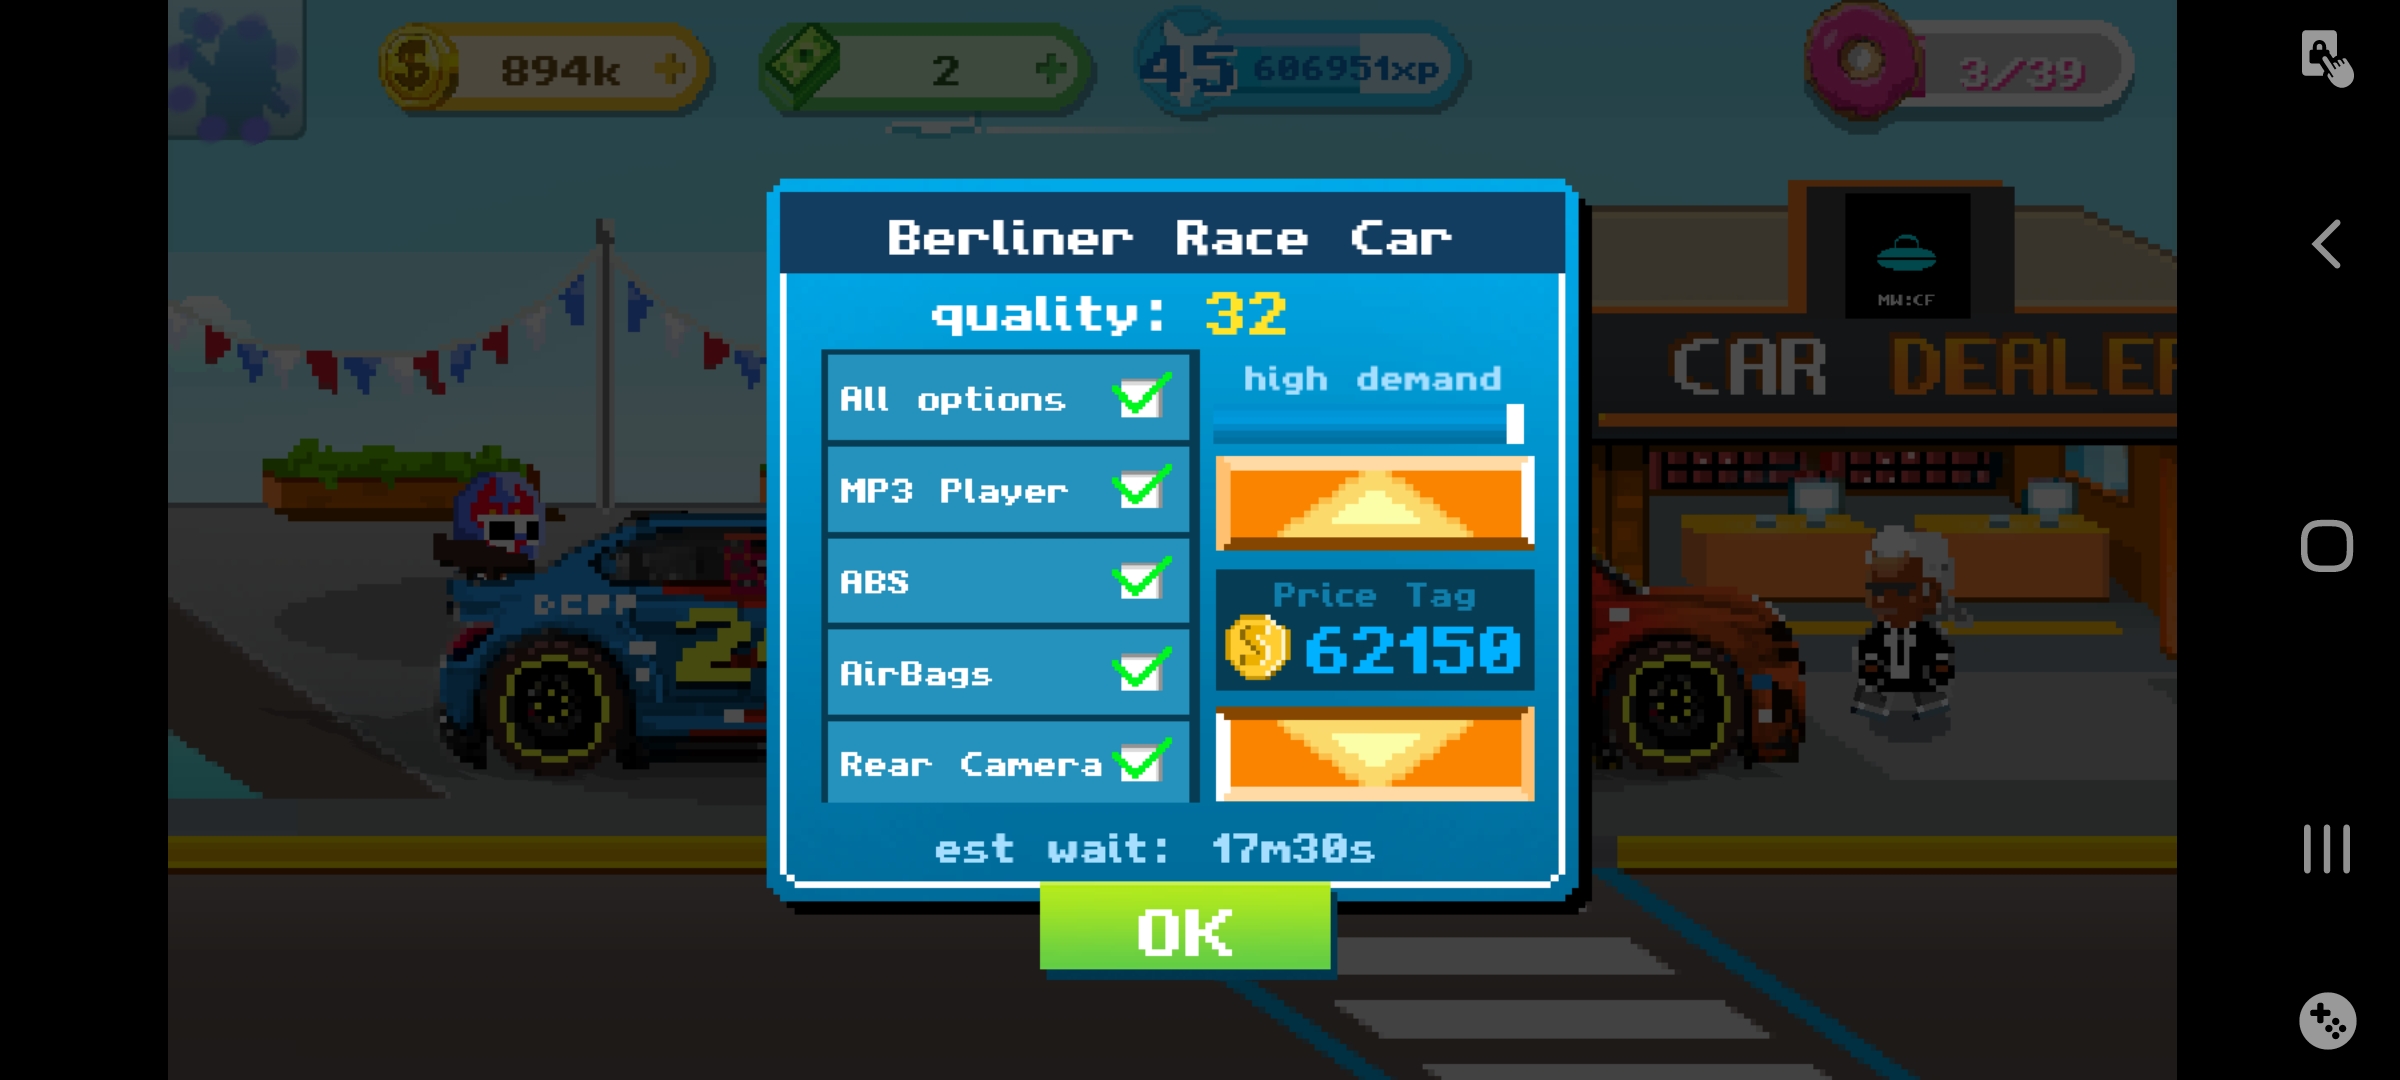 894k
2
45 606951xp
3/39
Berliner Race Car
quality: 32
All options
MP3 Player
ABS
AirBags
Rear Camera
high demand
Price Tag
62150
est wait: 17m30s
OK
MW:CF
CAR DEALER